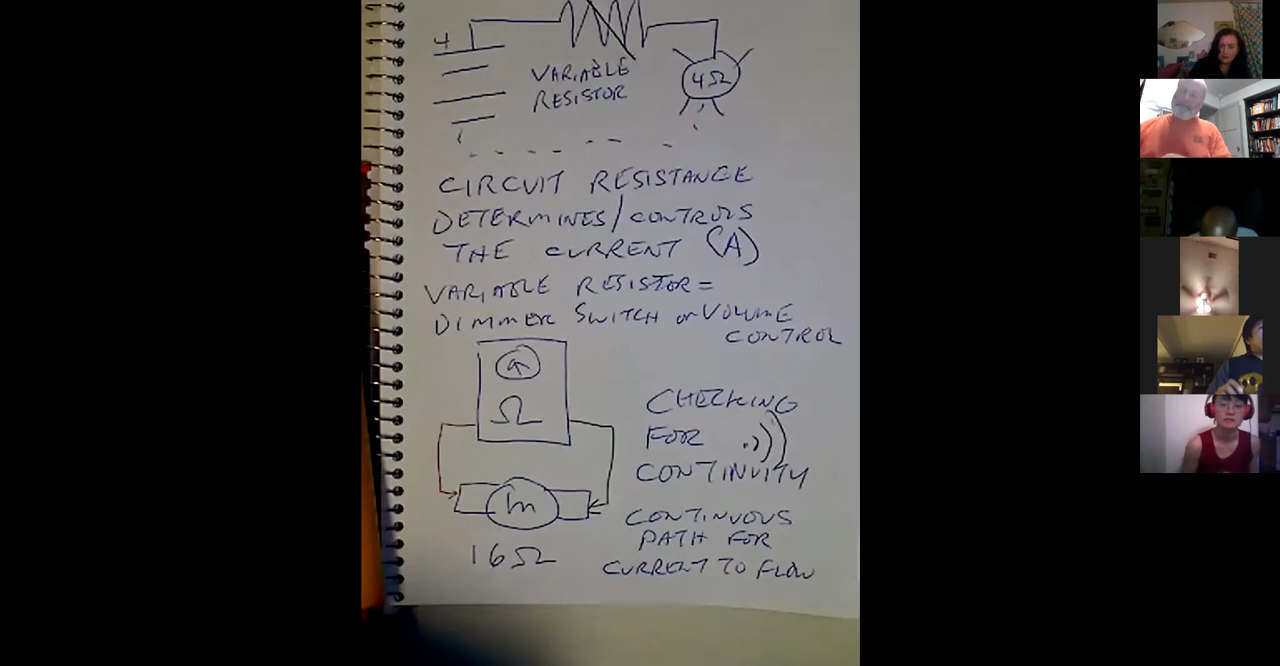 4
VARIABLE
RESISTOR
4Ω
CIRCUIT RESISTANCE
DETERMINES/CONTROLS
THE CURRENT (A)
VARIABLE RESISTOR =
DIMMER SWITCH or VOLUME
CONTROL
Ω
CHECKING
FOR
CONTINUITY
m
16Ω
CONTINUOUS
PATH FOR
CURRENT TO FLOW